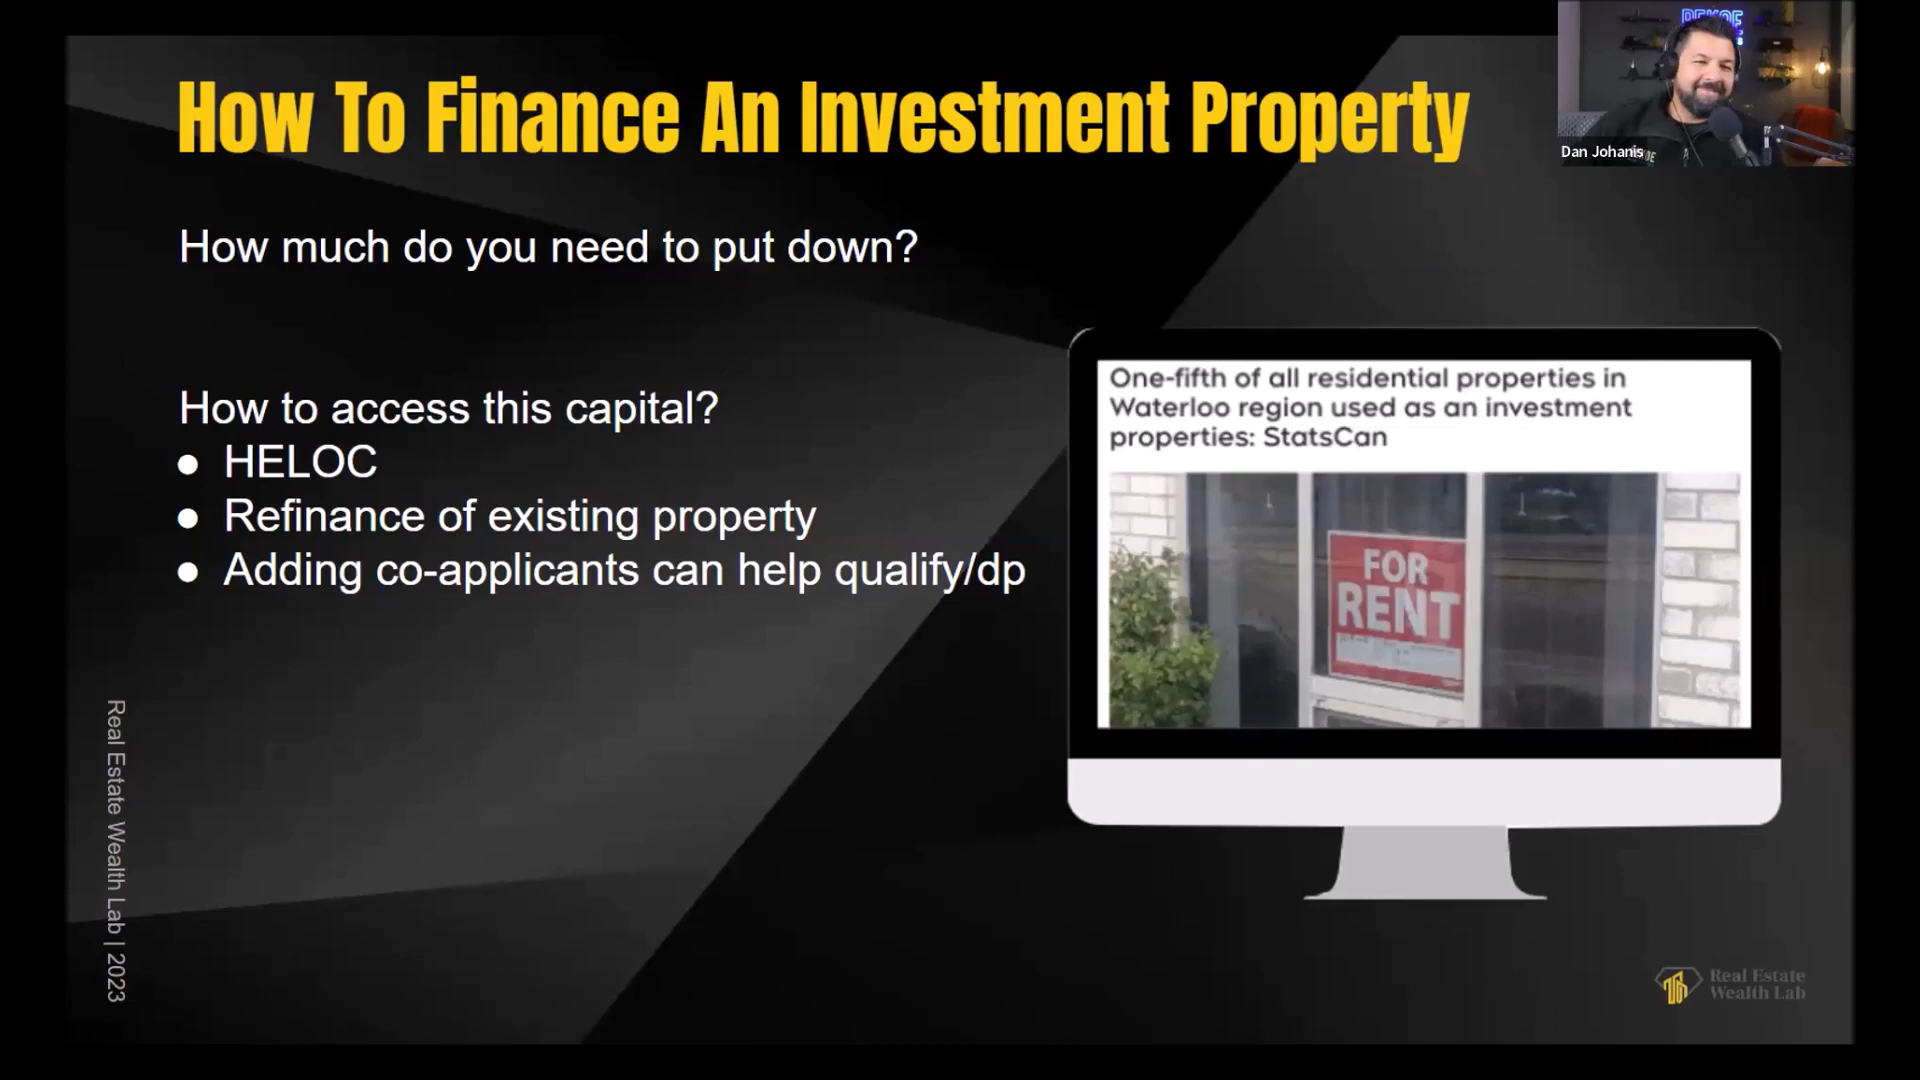 How To Finance An Investment Property
Dan Johanis
How much do you need to put down?
How to access this capital?
● HELOC
● Refinance of existing property
● Adding co-applicants can help qualify/dp
One-fifth of all residential properties in
Waterloo region used as an investment
properties: StatsCan
FOR
RENT
Real Estate Wealth Lab | 2023
Real Estate
Wealth Lab